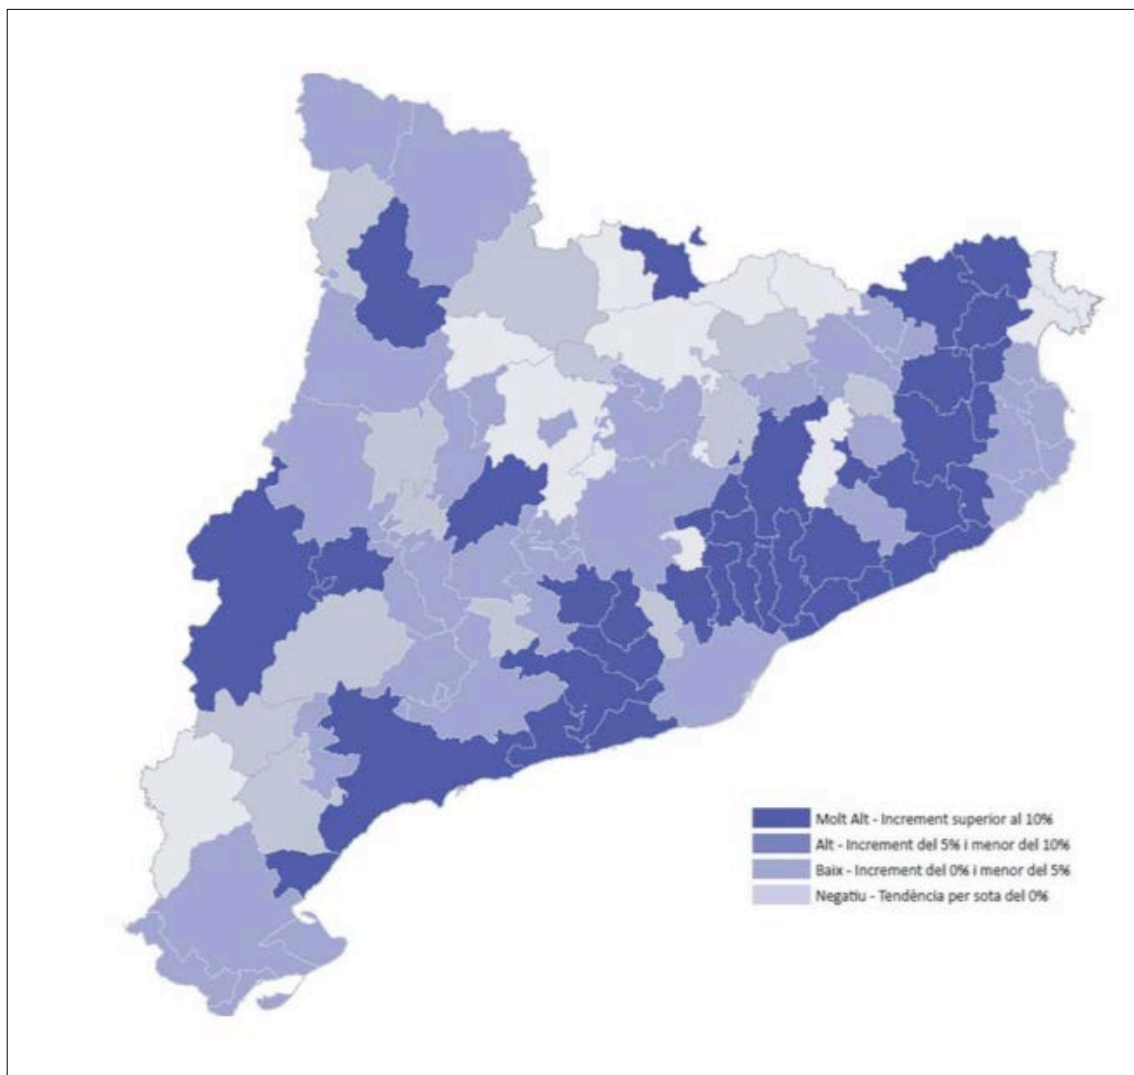 Molt Alt - Increment superior al 10%
Alt - Increment del 5% i menor del 10%
Baix - Increment del 0% i menor del 5%
Negatiu - Tendència per sota del 0%